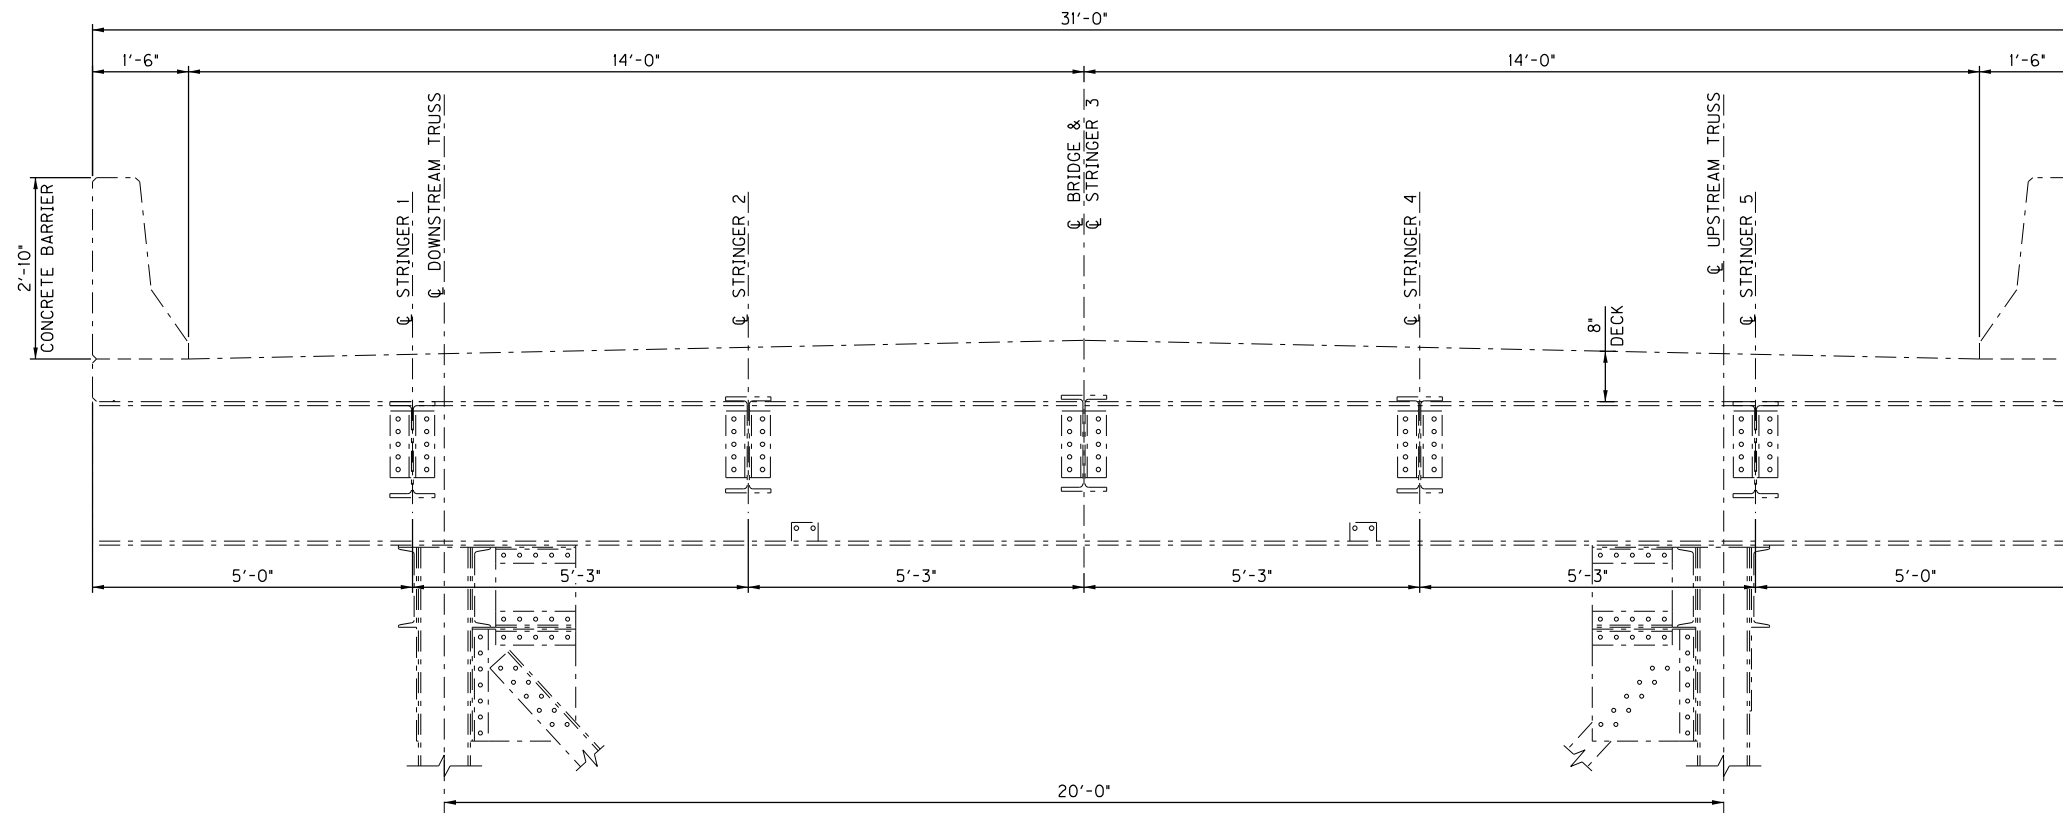 31'-0"
1'-6"
14'-0"
14'-0"
1'-6"
2'-10"
CONCRETE BARRIER
℄ STRINGER 1
℄ DOWNSTREAM TRUSS
℄ STRINGER 2
℄ BRIDGE &
℄ STRINGER 3
℄ STRINGER 4
8"
DECK
℄ UPSTREAM TRUSS
℄ STRINGER 5
5'-0"
5'-3"
5'-3"
5'-3"
5'-3"
5'-0"
20'-0"